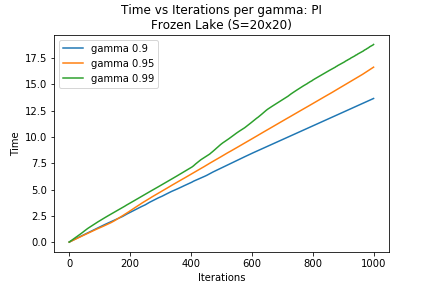 Time vs Iterations per gamma: PI
Frozen Lake (S=20x20)
gamma 0.9
gamma 0.95
gamma 0.99
17.5
15.0
12.5
10.0
7.5
5.0
2.5
0.0
Time
0 200 400 600 800 1000
Iterations